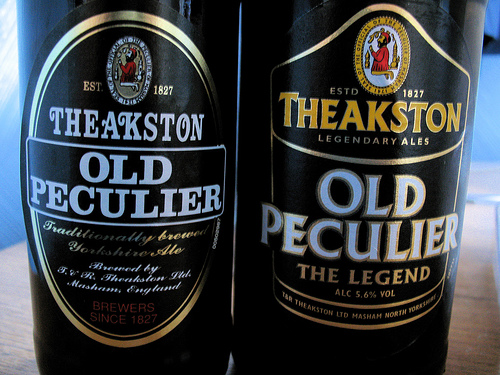 EST. 1827
THEAKSTON
OLD
PECULIER
Traditionally brewed
Yorkshire Ale
Brewed by
T. & R. Theakston Ltd.
Masham, England
BREWERS
SINCE 1827
ESTD 1827
THEAKSTON
LEGENDARY ALES
OLD
PECULIER
THE LEGEND
ALC 5.6% VOL
T&R THEAKSTON LTD MASHAM NORTH YORKSHIRE